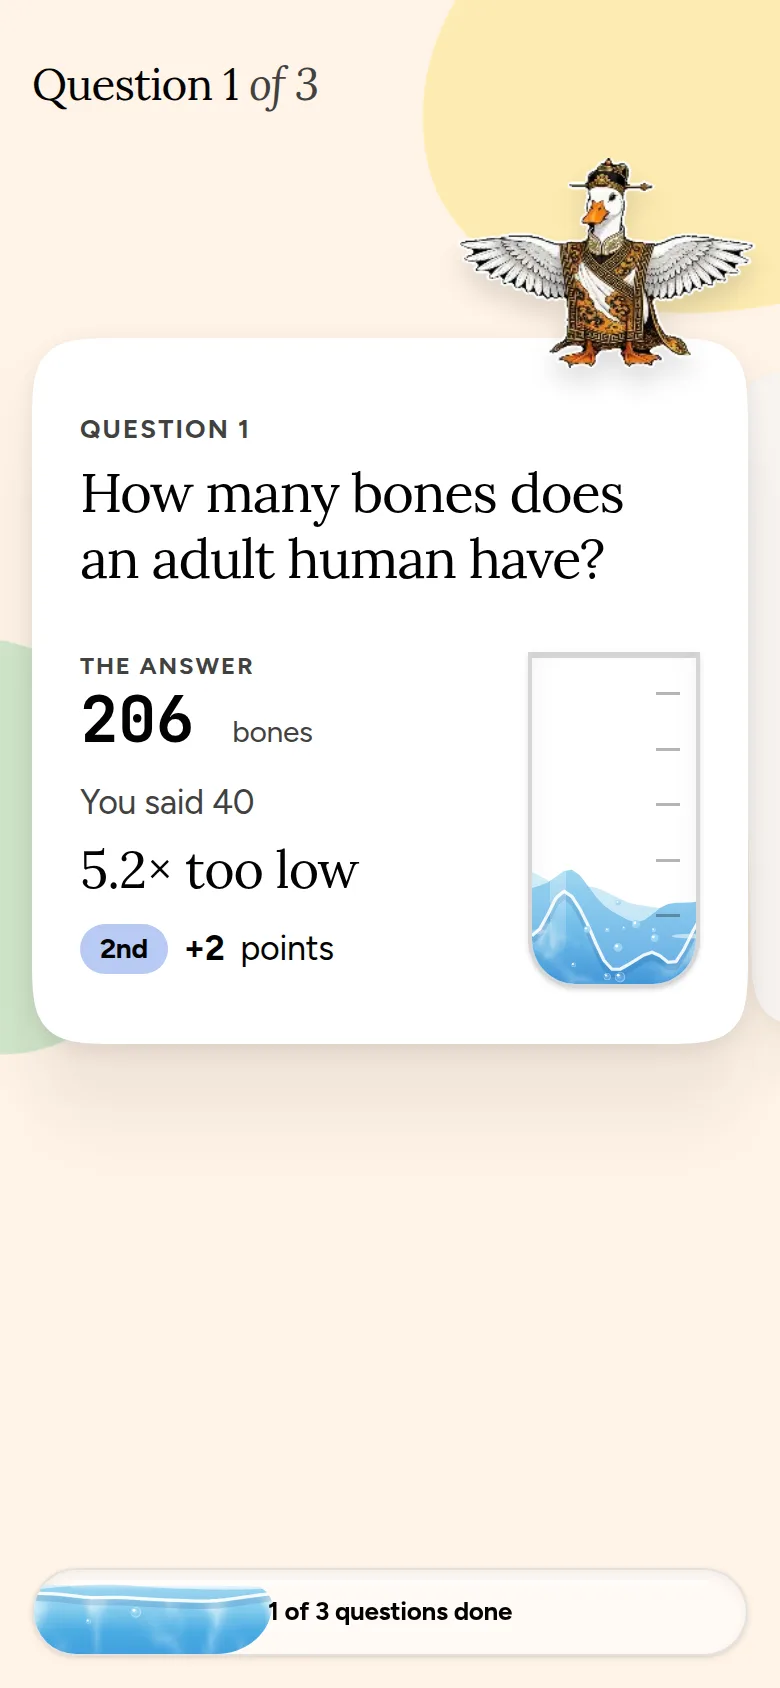 Question 1 of 3
QUESTION 1
How many bones does
an adult human have?
THE ANSWER
206 bones
You said 40
5.2× too low
2nd +2 points
1 of 3 questions done